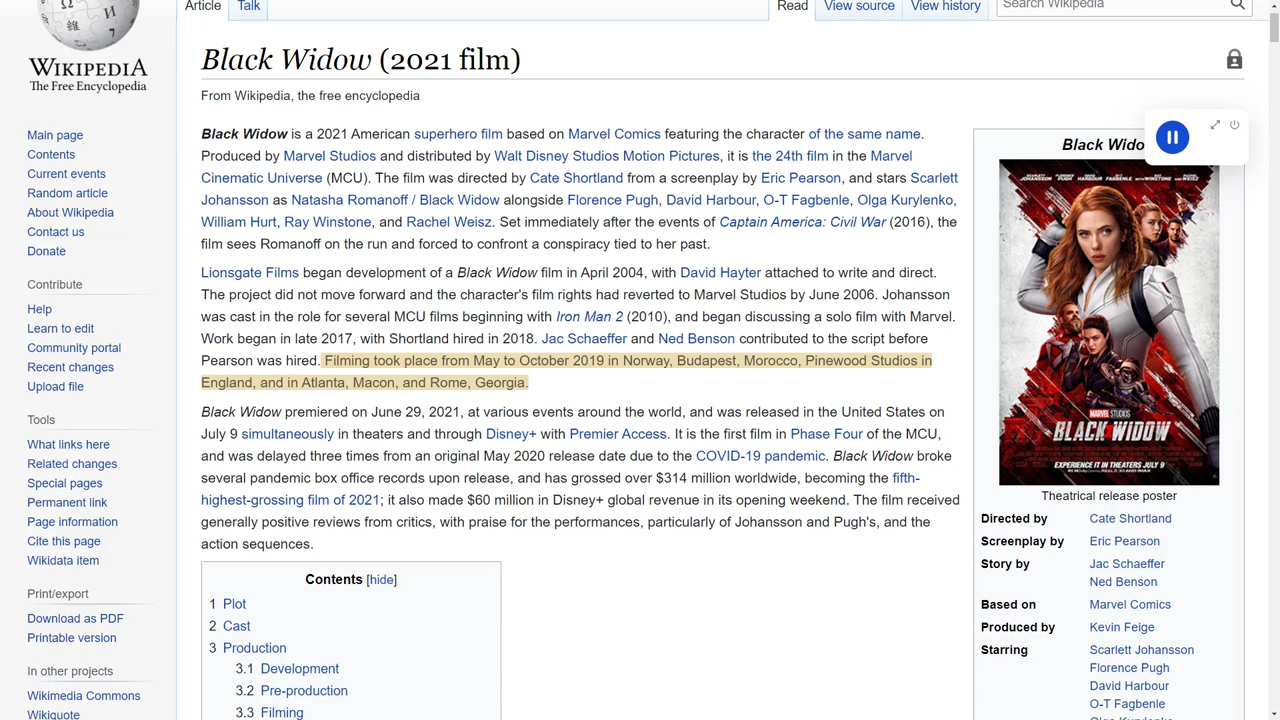 WIKIPEDIA
The Free Encyclopedia
Main page
Contents
Current events
Random article
About Wikipedia
Contact us
Donate
Contribute
Help
Learn to edit
Community portal
Recent changes
Upload file
Tools
What links here
Related changes
Special pages
Permanent link
Page information
Cite this page
Wikidata item
Print/export
Download as PDF
Printable version
In other projects
Wikimedia Commons
Wikiquote
Article Talk Read View source View history Search Wikipedia
Black Widow (2021 film)
From Wikipedia, the free encyclopedia
Black Widow is a 2021 American superhero film based on Marvel Comics featuring the character of the same name.
Produced by Marvel Studios and distributed by Walt Disney Studios Motion Pictures, it is the 24th film in the Marvel
Cinematic Universe (MCU). The film was directed by Cate Shortland from a screenplay by Eric Pearson, and stars Scarlett
Johansson as Natasha Romanoff / Black Widow alongside Florence Pugh, David Harbour, O-T Fagbenle, Olga Kurylenko,
William Hurt, Ray Winstone, and Rachel Weisz. Set immediately after the events of Captain America: Civil War (2016), the
film sees Romanoff on the run and forced to confront a conspiracy tied to her past.
Lionsgate Films began development of a Black Widow film in April 2004, with David Hayter attached to write and direct.
The project did not move forward and the character's film rights had reverted to Marvel Studios by June 2006. Johansson
was cast in the role for several MCU films beginning with Iron Man 2 (2010), and began discussing a solo film with Marvel.
Work began in late 2017, with Shortland hired in 2018. Jac Schaeffer and Ned Benson contributed to the script before
Pearson was hired. Filming took place from May to October 2019 in Norway, Budapest, Morocco, Pinewood Studios in
England, and in Atlanta, Macon, and Rome, Georgia.
Black Widow premiered on June 29, 2021, at various events around the world, and was released in the United States on
July 9 simultaneously in theaters and through Disney+ with Premier Access. It is the first film in Phase Four of the MCU,
and was delayed three times from an original May 2020 release date due to the COVID-19 pandemic. Black Widow broke
several pandemic box office records upon release, and has grossed over $314 million worldwide, becoming the fifth-
highest-grossing film of 2021; it also made $60 million in Disney+ global revenue in its opening weekend. The film received
generally positive reviews from critics, with praise for the performances, particularly of Johansson and Pugh's, and the
action sequences.
Contents [hide]
1 Plot
2 Cast
3 Production
3.1 Development
3.2 Pre-production
3.3 Filming
Black Wido
MARVEL STUDIOS
BLACK WIDOW
EXPERIENCE IT IN THEATERS JULY 9
Theatrical release poster
Directed by Cate Shortland
Screenplay by Eric Pearson
Story by Jac Schaeffer
Ned Benson
Based on Marvel Comics
Produced by Kevin Feige
Starring Scarlett Johansson
Florence Pugh
David Harbour
O-T Fagbenle
Olga Kurylenko